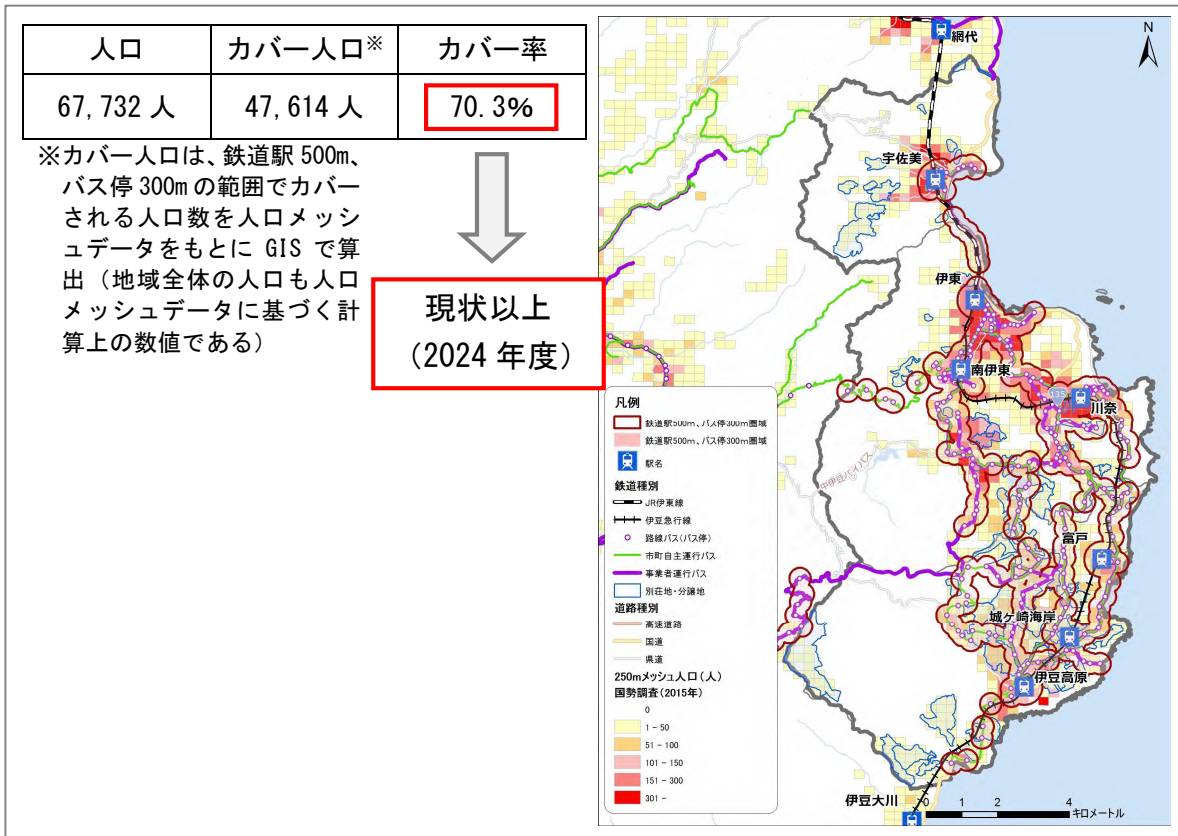 人口 カバー人口※ カバー率
67,732 人 47,614 人 70.3%
※カバー人口は、鉄道駅 500m、
バス停 300m の範囲でカバー
される人口数を人口メッ
シュデータをもとに GIS で算
出（地域全体の人口も人口
メッシュデータに基づく計
算上の数値である）
現状以上
（2024 年度）
N
網代
宇佐美
伊東
南伊東
135
川奈
中伊豆バイパス
富戸
城ヶ崎海岸
伊豆高原
伊豆大川
凡例
鉄道駅500m、バス停300m圏域
鉄道駅500m、バス停300m圏域
駅名
鉄道種別
JR伊東線
伊豆急行線
路線バス(バス停)
市町自主運行バス
事業者運行バス
別荘地・分譲地
道路種別
高速道路
国道
県道
250mメッシュ人口(人)
国勢調査(2015年)
0
1 - 50
51 - 100
101 - 150
151 - 300
301 -
0 1 2 4
キロメートル